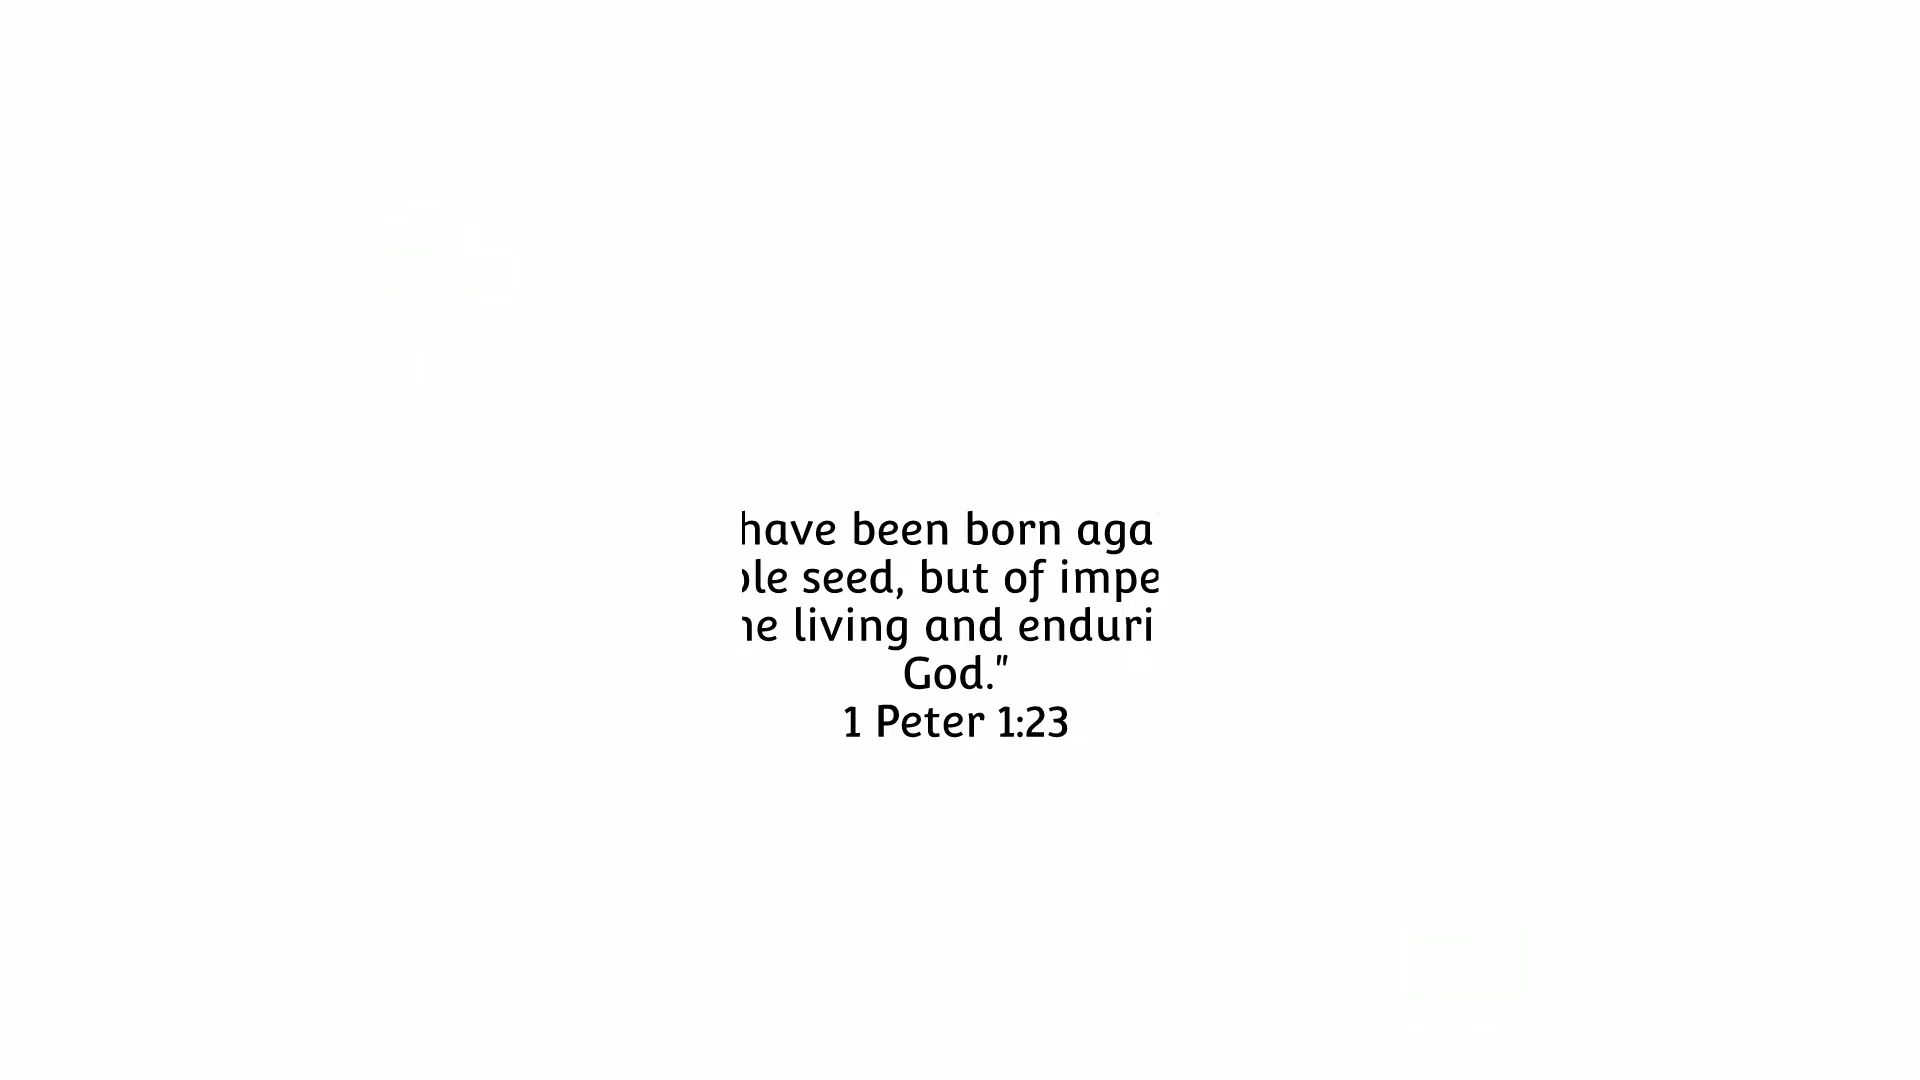 have been born aga
le seed, but of impe
e living and enduri
God."
1 Peter 1:23